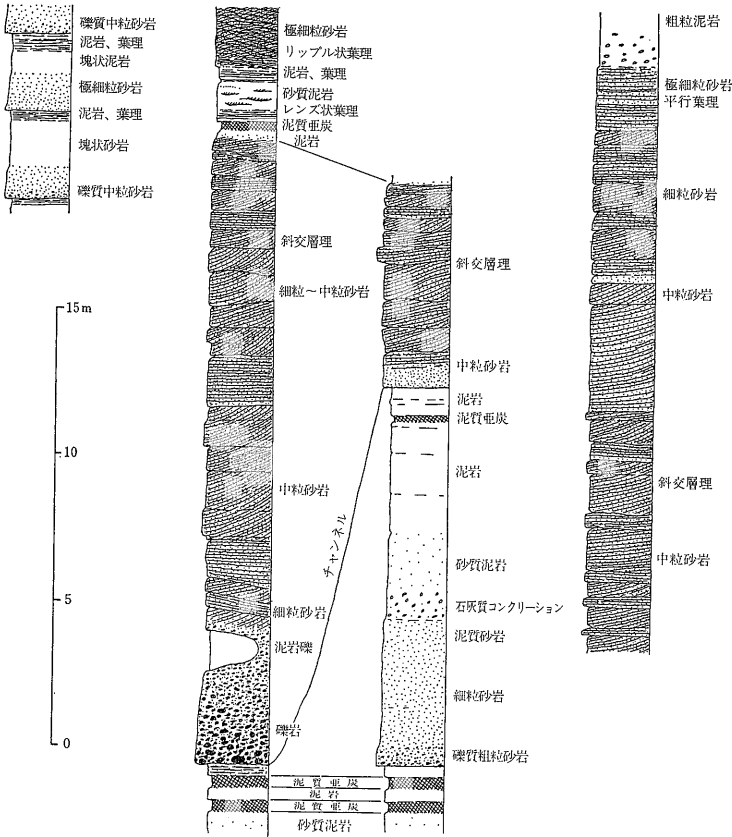 礫質中粒砂岩
泥岩、葉理
塊状泥岩
極細粒砂岩
泥岩、葉理
塊状砂岩
礫質中粒砂岩
極細粒砂岩
リップル状葉理
泥岩、葉理
砂質泥岩
レンズ状葉理
泥質亜炭
泥岩
斜交層理
細粒〜中粒砂岩
中粒砂岩
細粒砂岩
泥岩礫
礫岩
15m
10
5
0
チャンネル
斜交層理
中粒砂岩
泥岩
泥質亜炭
泥岩
砂質泥岩
石灰質コンクリーション
泥質砂岩
細粒砂岩
礫質粗粒砂岩
泥質亜炭
泥岩
泥質亜炭
砂質泥岩
粗粒泥岩
極細粒砂岩
平行葉理
細粒砂岩
中粒砂岩
斜交層理
中粒砂岩